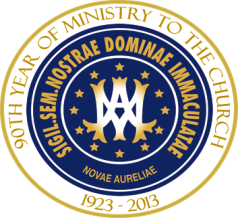 90TH YEAR OF MINISTRY TO THE CHURCH
SIGIL.SEM.NOSTRAE DOMINAE IMMACULATAE
NOVAE AURELIAE
1923 - 2013